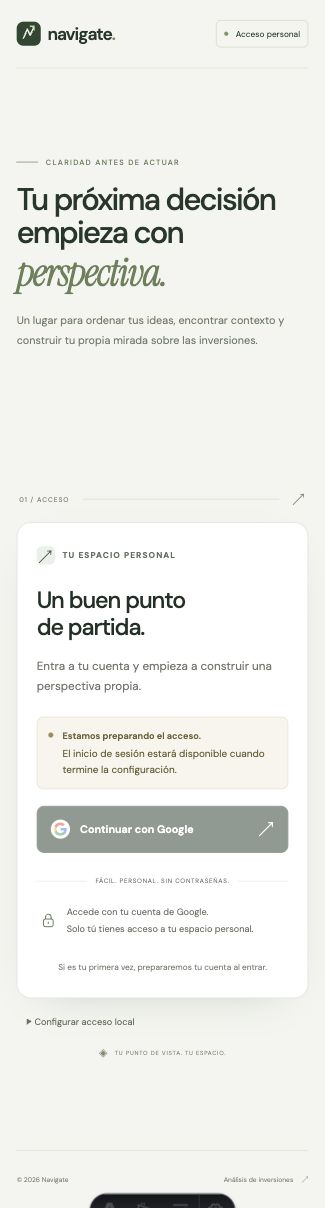 navigate.
Acceso personal
CLARIDAD ANTES DE ACTUAR
Tu próxima decisión
empieza con
perspectiva.
Un lugar para ordenar tus ideas, encontrar contexto y
construir tu propia mirada sobre las inversiones.
01 / ACCESO
TU ESPACIO PERSONAL
Un buen punto
de partida.
Entra a tu cuenta y empieza a construir una
perspectiva propia.
Estamos preparando el acceso.
El inicio de sesión estará disponible cuando
termine la configuración.
Continuar con Google
FÁCIL. PERSONAL. SIN CONTRASEÑAS.
Accede con tu cuenta de Google.
Solo tú tienes acceso a tu espacio personal.
Si es tu primera vez, prepararemos tu cuenta al entrar.
Configurar acceso local
TU PUNTO DE VISTA. TU ESPACIO.
© 2026 Navigate
Análisis de inversiones